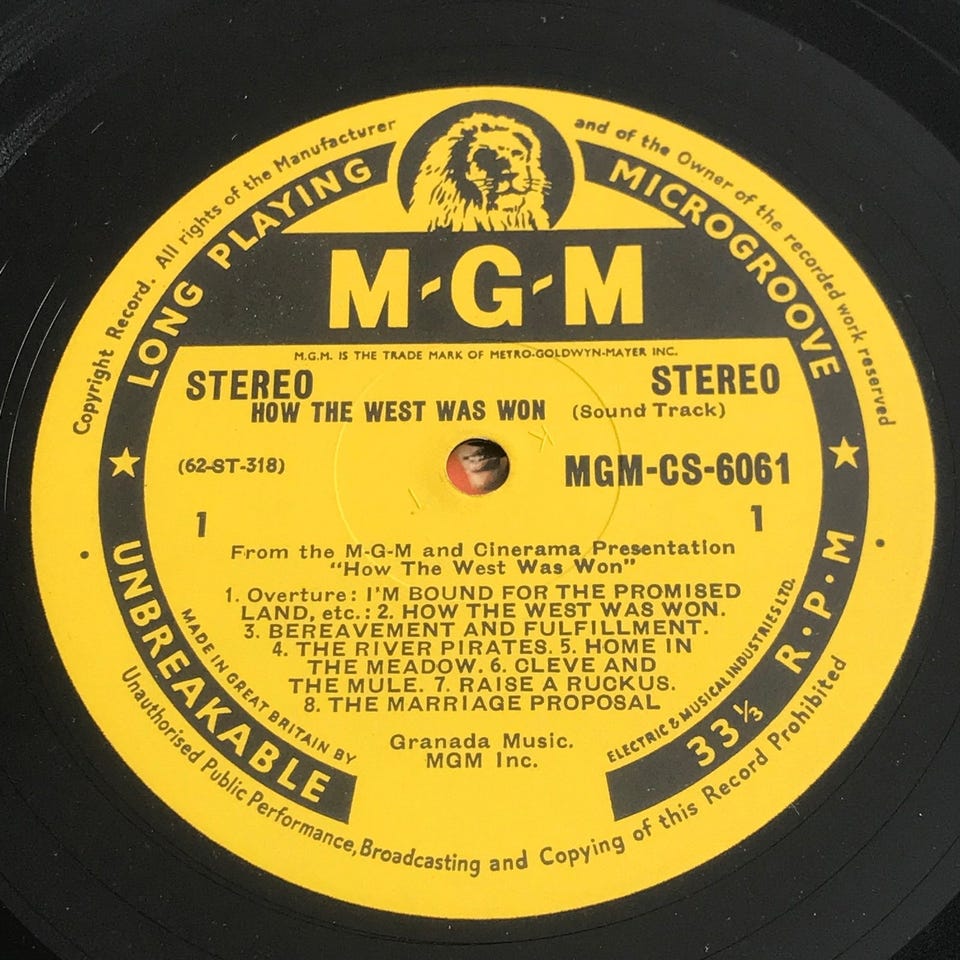 Copyright Record. All rights of the Manufacturer and of the Owner of the recorded work reserved
LONG PLAYING MICROGROOVE
M-G-M
M.G.M. IS THE TRADE MARK OF METRO-GOLDWYN-MAYER INC.
STEREO STEREO
HOW THE WEST WAS WON (Sound Track)
(62-ST-318) MGM-CS-6061
1 1
From the M-G-M and Cinerama Presentation
"How The West Was Won"
1. Overture: I'M BOUND FOR THE PROMISED
LAND, etc.: 2. HOW THE WEST WAS WON.
3. BEREAVEMENT AND FULFILLMENT.
4. THE RIVER PIRATES. 5. HOME IN
THE MEADOW. 6. CLEVE AND
THE MULE. 7. RAISE A RUCKUS.
8. THE MARRIAGE PROPOSAL
Granada Music.
MGM Inc.
MADE IN GREAT BRITAIN BY ELECTRIC & MUSICAL INDUSTRIES LTD.
UNBREAKABLE 33⅓ R·P·M
Unauthorised Public Performance, Broadcasting and Copying of this Record Prohibited
K